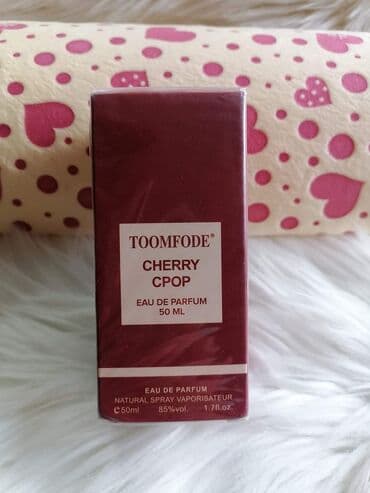 TOOMFODE®
CHERRY
CPOP
EAU DE PARFUM
50 ML
EAU DE PARFUM
NATURAL SPRAY VAPORISATEUR
℮50ml 85%vol. 1.7fl.oz.